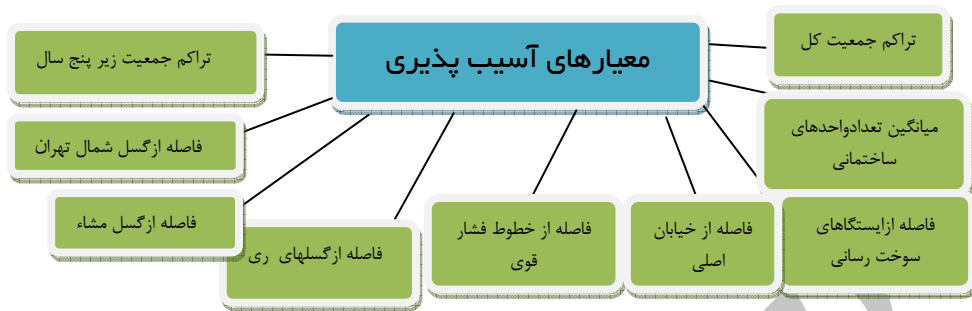 معیارهای آسیب پذیری
تراکم جمعیت کل
میانگین تعدادواحدهای
ساختمانی
فاصله ازایستگاهای
سوخت رسانی
فاصله از خیابان
اصلی
فاصله از خطوط فشار
قوی
فاصله ازگسلهای ری
فاصله ازگسل مشاء
فاصله ازگسل شمال تهران
تراکم جمعیت زیر پنج سال